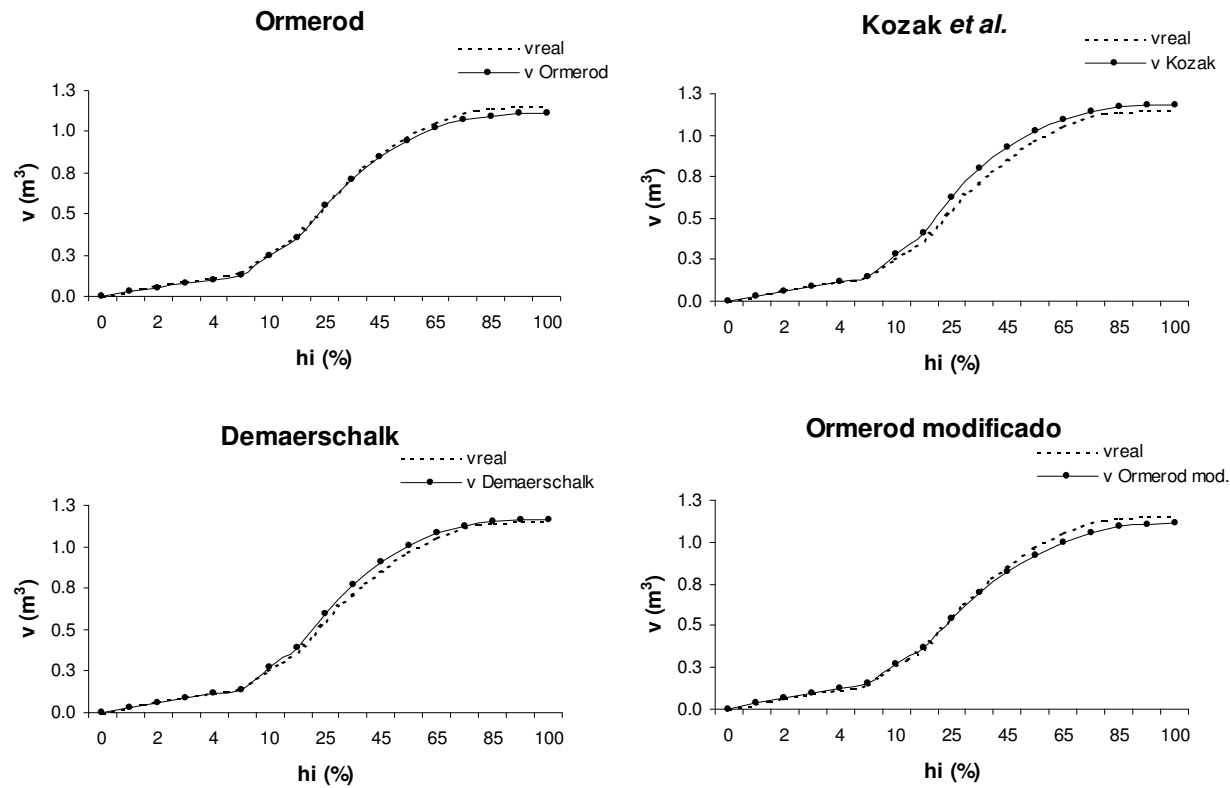 Ormerod
vreal
v Ormerod
1.3
1.0
0.8
0.5
0.3
0.0
v (m³)
0 2 4 10 25 45 65 85 100
hi (%)
Kozak et al.
vreal
v Kozak
1.3
1.0
0.8
0.5
0.3
0.0
v (m³)
0 2 4 10 25 45 65 85 100
hi (%)
Demaerschalk
vreal
v Demaerschalk
1.3
1.0
0.8
0.5
0.3
0.0
v (m³)
0 2 4 10 25 45 65 85 100
hi (%)
Ormerod modificado
vreal
v Ormerod mod.
1.3
1.0
0.8
0.5
0.3
0.0
v (m³)
0 2 4 10 25 45 65 85 100
hi (%)